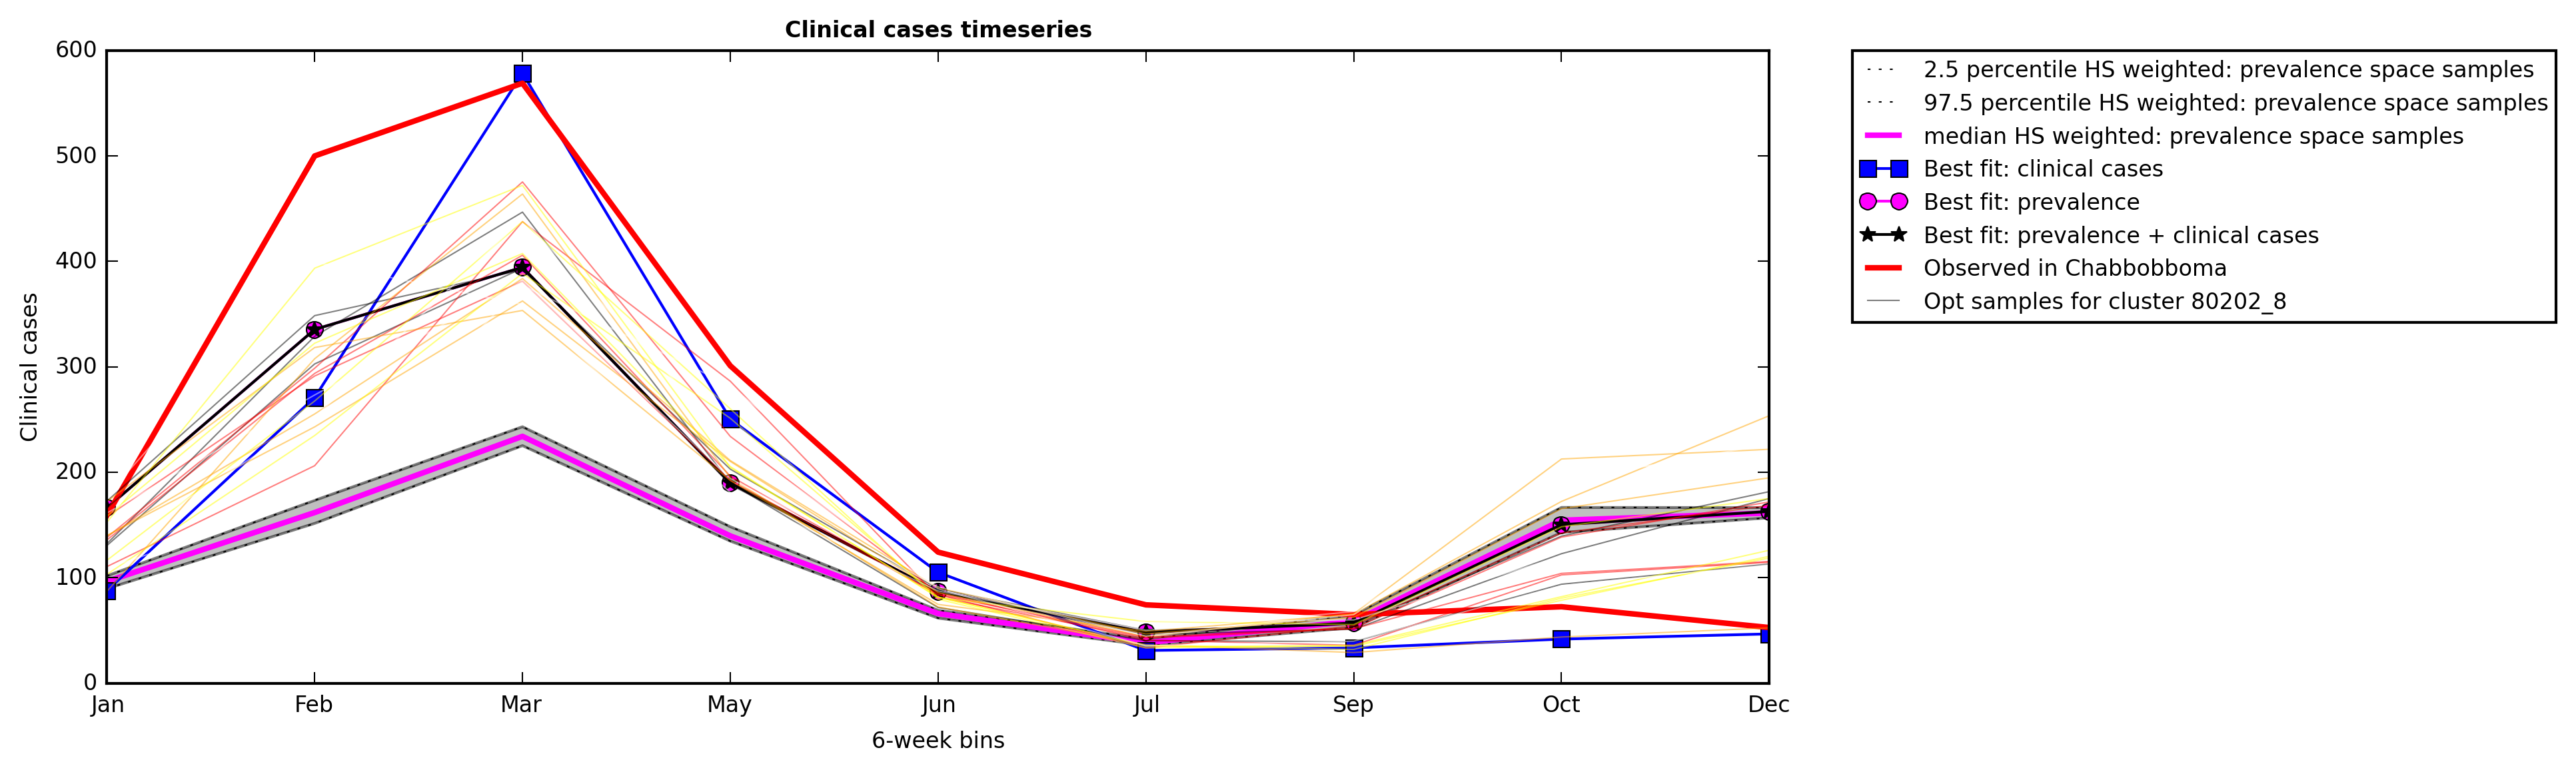 Clinical cases timeseries
600
500
400
300
200
100
0
Clinical cases
Jan Feb Mar May Jun Jul Sep Oct Dec
6-week bins
2.5 percentile HS weighted: prevalence space samples
97.5 percentile HS weighted: prevalence space samples
median HS weighted: prevalence space samples
Best fit: clinical cases
Best fit: prevalence
Best fit: prevalence + clinical cases
Observed in Chabbobboma
Opt samples for cluster 80202_8